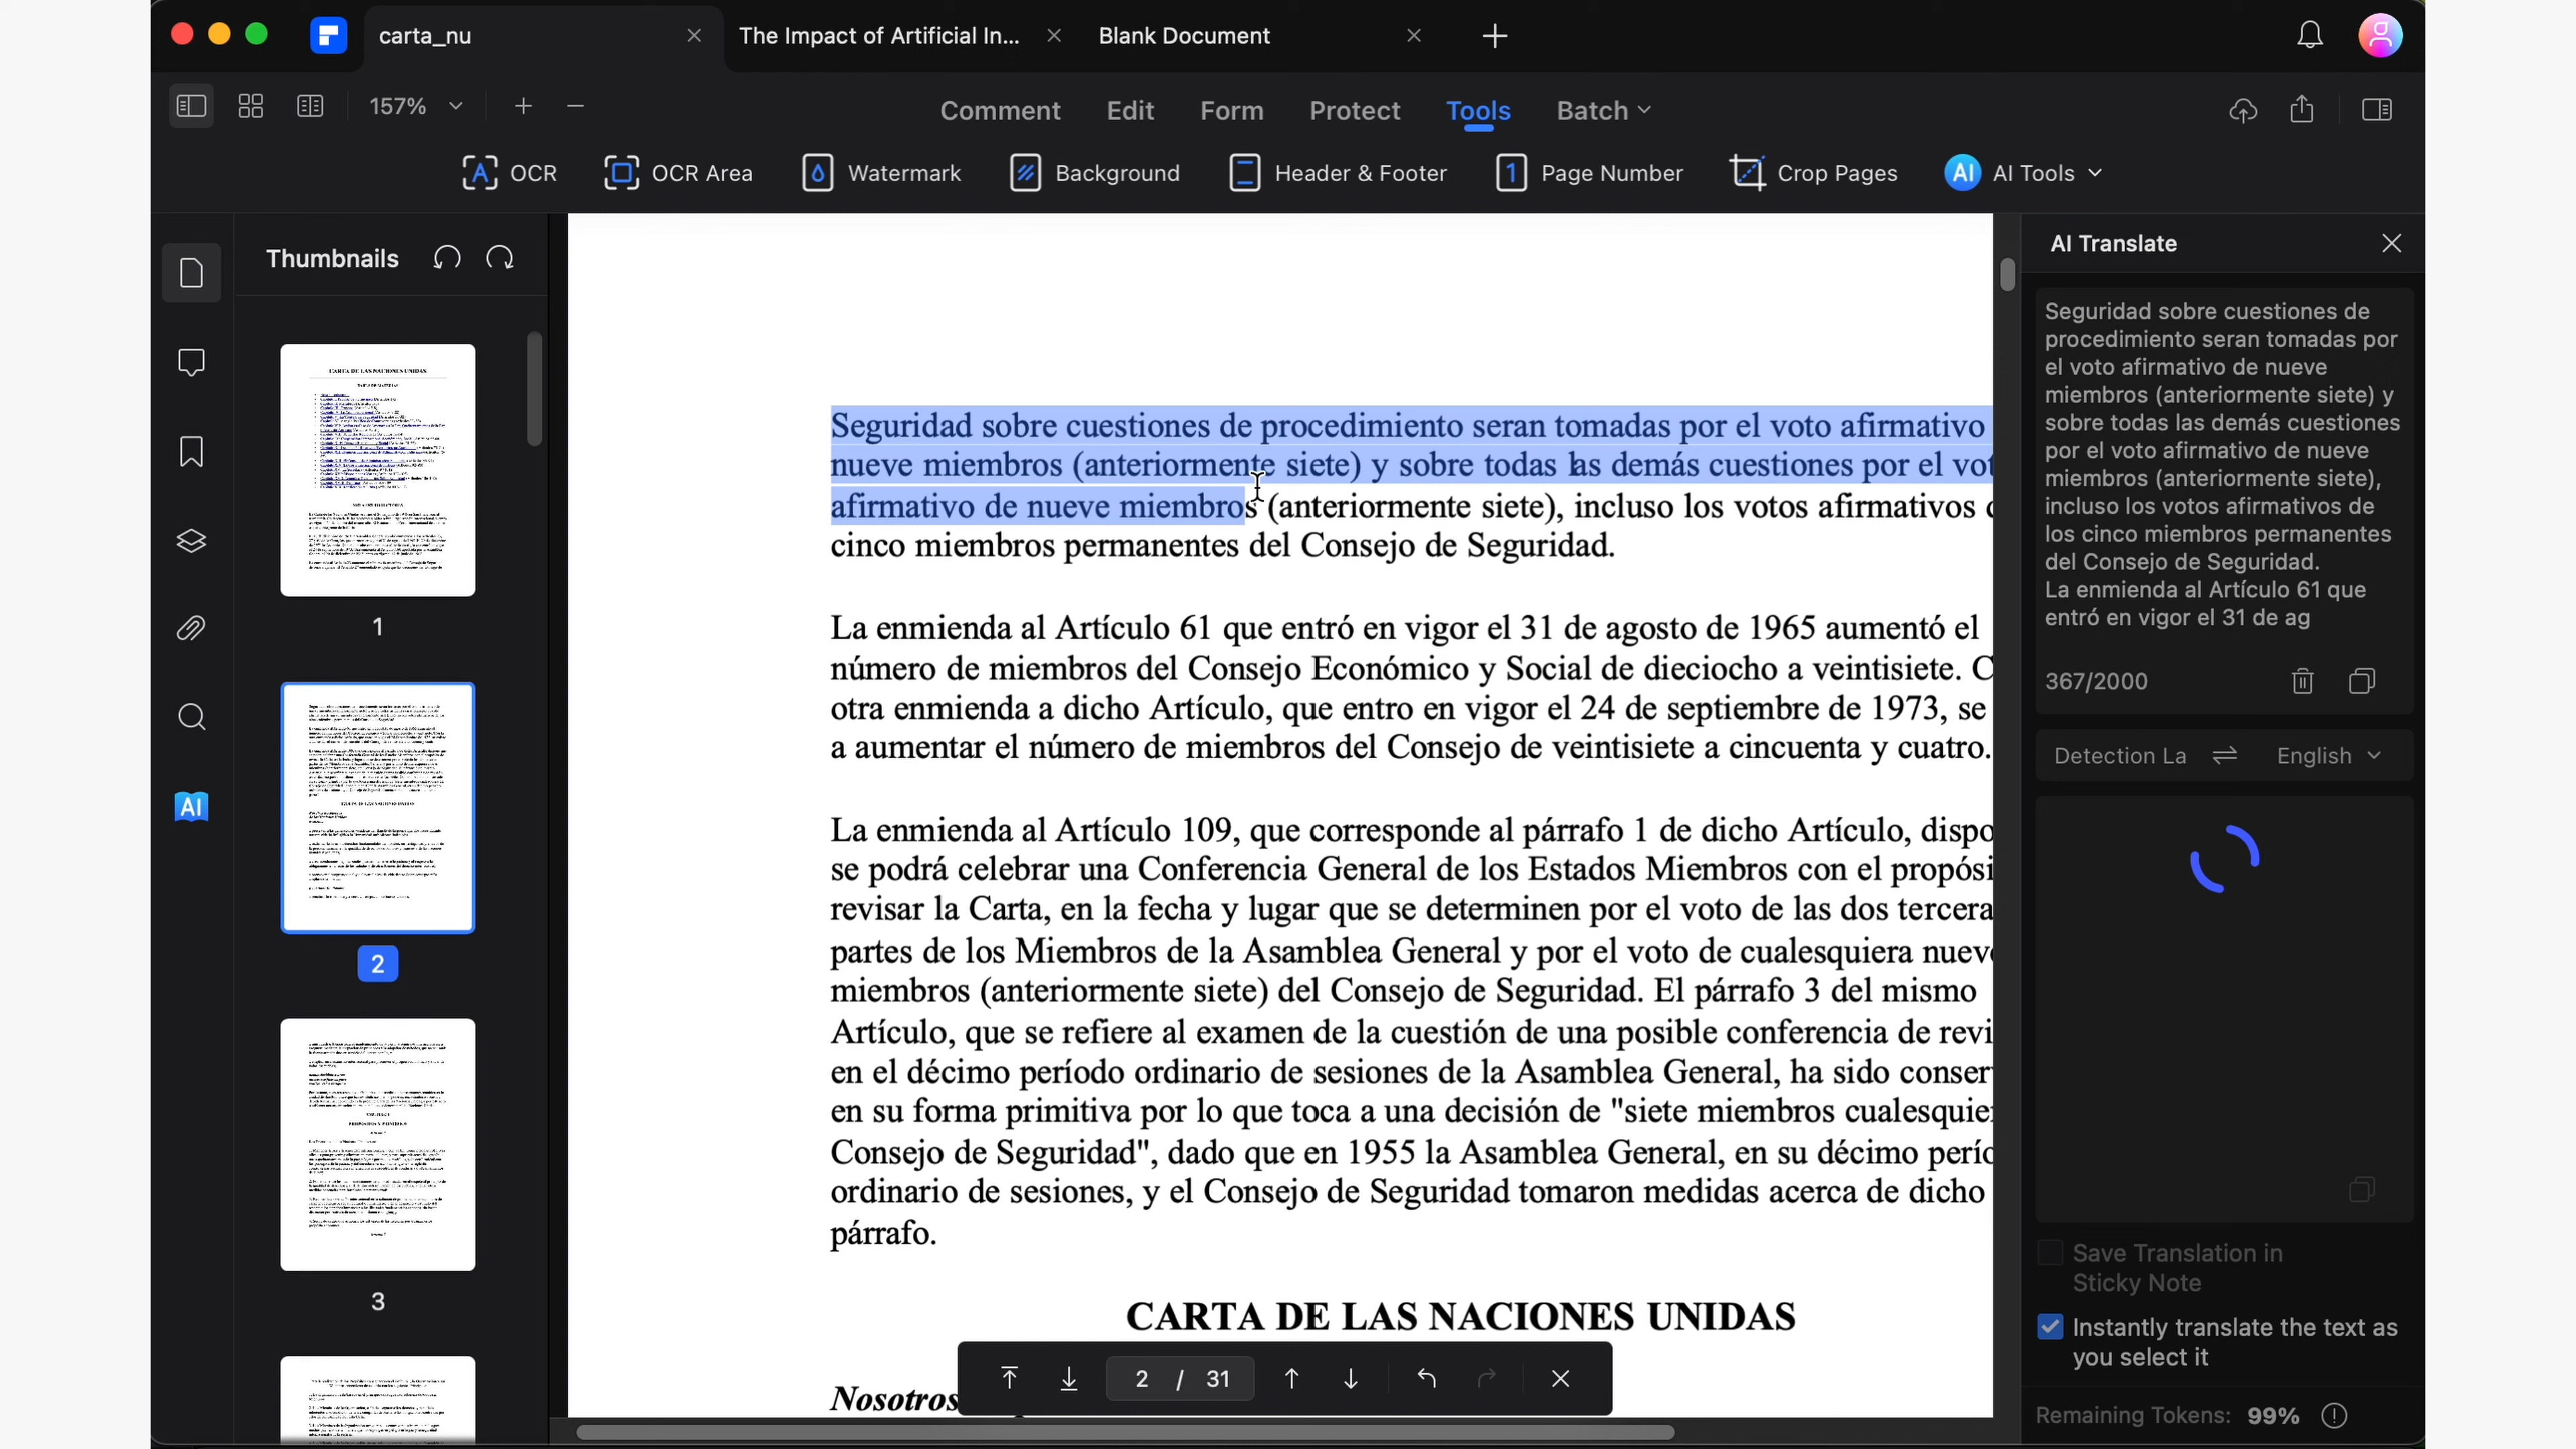 carta_nu
The Impact of Artificial In...
Blank Document
157%
Comment
Edit
Form
Protect
Tools
Batch
OCR
OCR Area
Watermark
Background
Header & Footer
Page Number
Crop Pages
AI Tools
Thumbnails
CARTA DE LAS NACIONES UNIDAS
1
2
3
AI
Seguridad sobre cuestiones de procedimiento seran tomadas por el voto afirmativo
nueve miembros (anteriormente siete) y sobre todas las demás cuestiones por el vot
afirmativo de nueve miembros (anteriormente siete), incluso los votos afirmativos
cinco miembros permanentes del Consejo de Seguridad.
La enmienda al Artículo 61 que entró en vigor el 31 de agosto de 1965 aumentó el
número de miembros del Consejo Económico y Social de dieciocho a veintisiete. C
otra enmienda a dicho Artículo, que entro en vigor el 24 de septiembre de 1973, se
a aumentar el número de miembros del Consejo de veintisiete a cincuenta y cuatro.
La enmienda al Artículo 109, que corresponde al párrafo 1 de dicho Artículo, dispo
se podrá celebrar una Conferencia General de los Estados Miembros con el propósi
revisar la Carta, en la fecha y lugar que se determinen por el voto de las dos tercera
partes de los Miembros de la Asamblea General y por el voto de cualesquiera nuev
miembros (anteriormente siete) del Consejo de Seguridad. El párrafo 3 del mismo
Artículo, que se refiere al examen de la cuestión de una posible conferencia de revi
en el décimo período ordinario de sesiones de la Asamblea General, ha sido conser
en su forma primitiva por lo que toca a una decisión de "siete miembros cualesquie
Consejo de Seguridad", dado que en 1955 la Asamblea General, en su décimo perío
ordinario de sesiones, y el Consejo de Seguridad tomaron medidas acerca de dicho
párrafo.
CARTA DE LAS NACIONES UNIDAS
Nosotros
2 / 31
AI Translate
Seguridad sobre cuestiones de
procedimiento seran tomadas por
el voto afirmativo de nueve
miembros (anteriormente siete) y
sobre todas las demás cuestiones
por el voto afirmativo de nueve
miembros (anteriormente siete),
incluso los votos afirmativos de
los cinco miembros permanentes
del Consejo de Seguridad.
La enmienda al Artículo 61 que
entró en vigor el 31 de ag
367/2000
Detection La
English
Save Translation in
Sticky Note
Instantly translate the text as
you select it
Remaining Tokens: 99%